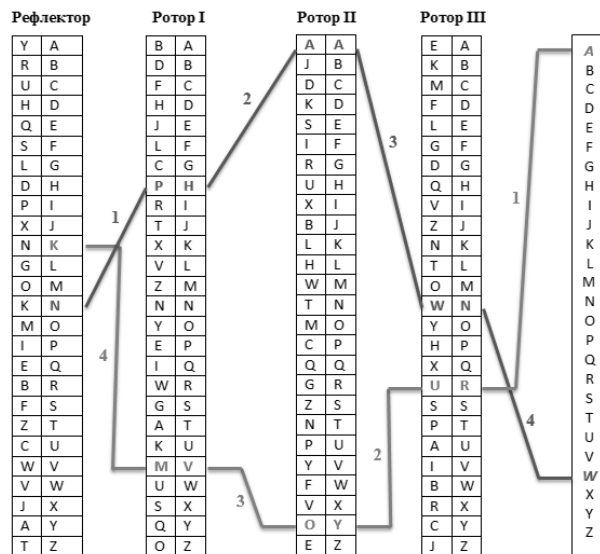 Рефлектор Ротор I Ротор II Ротор III
Y A B A A A E A A
R B D B J B K B B
U C F C D C M C C
H D H D 2 K D F D D
Q E J E S E L E E
S F L F I F 3 G F F
L G C G R G D G G
D H P H U H Q H H
P I R I X I V I 1 I
X J 1 T J B J Z J J
N K X K L K N K K
G L V L H L T L L
O M Z M W M O M M
K N N N T N W N N
M O Y O M O Y O O
I P E P C P H P P
E Q 4 I Q Q Q X Q Q
B R W R G R U R R
F S G S Z S S S S
Z T A T N T P T 4 T
C U K U P U 2 A U U
W V M V Y V I V V
V W U W F W B W W
J X S X 3 V X R X X
A Y Q Y O Y C Y Y
T Z O Z E Z J Z Z